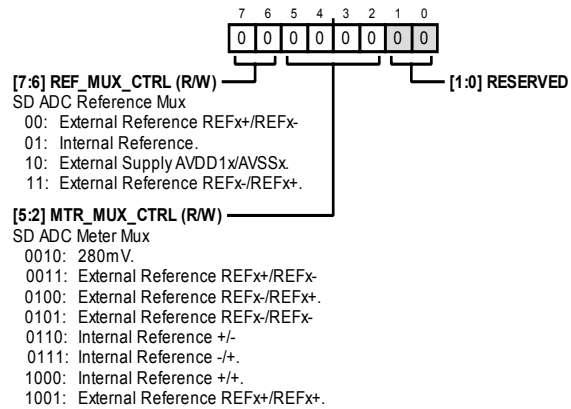 7 6 5 4 3 2 1 0
0 0 0 0 0 0 0 0
[7:6] REF_MUX_CTRL (R/W)
[1:0] RESERVED
SD ADC Reference Mux
00: External Reference REFx+/REFx-
01: Internal Reference.
10: External Supply AVDD1x/AVSSx.
11: External Reference REFx-/REFx+.
[5:2] MTR_MUX_CTRL (R/W)
SD ADC Meter Mux
0010: 280mV.
0011: External Reference REFx+/REFx-
0100: External Reference REFx-/REFx+.
0101: External Reference REFx-/REFx-
0110: Internal Reference +/-
0111: Internal Reference -/+.
1000: Internal Reference +/+.
1001: External Reference REFx+/REFx+.